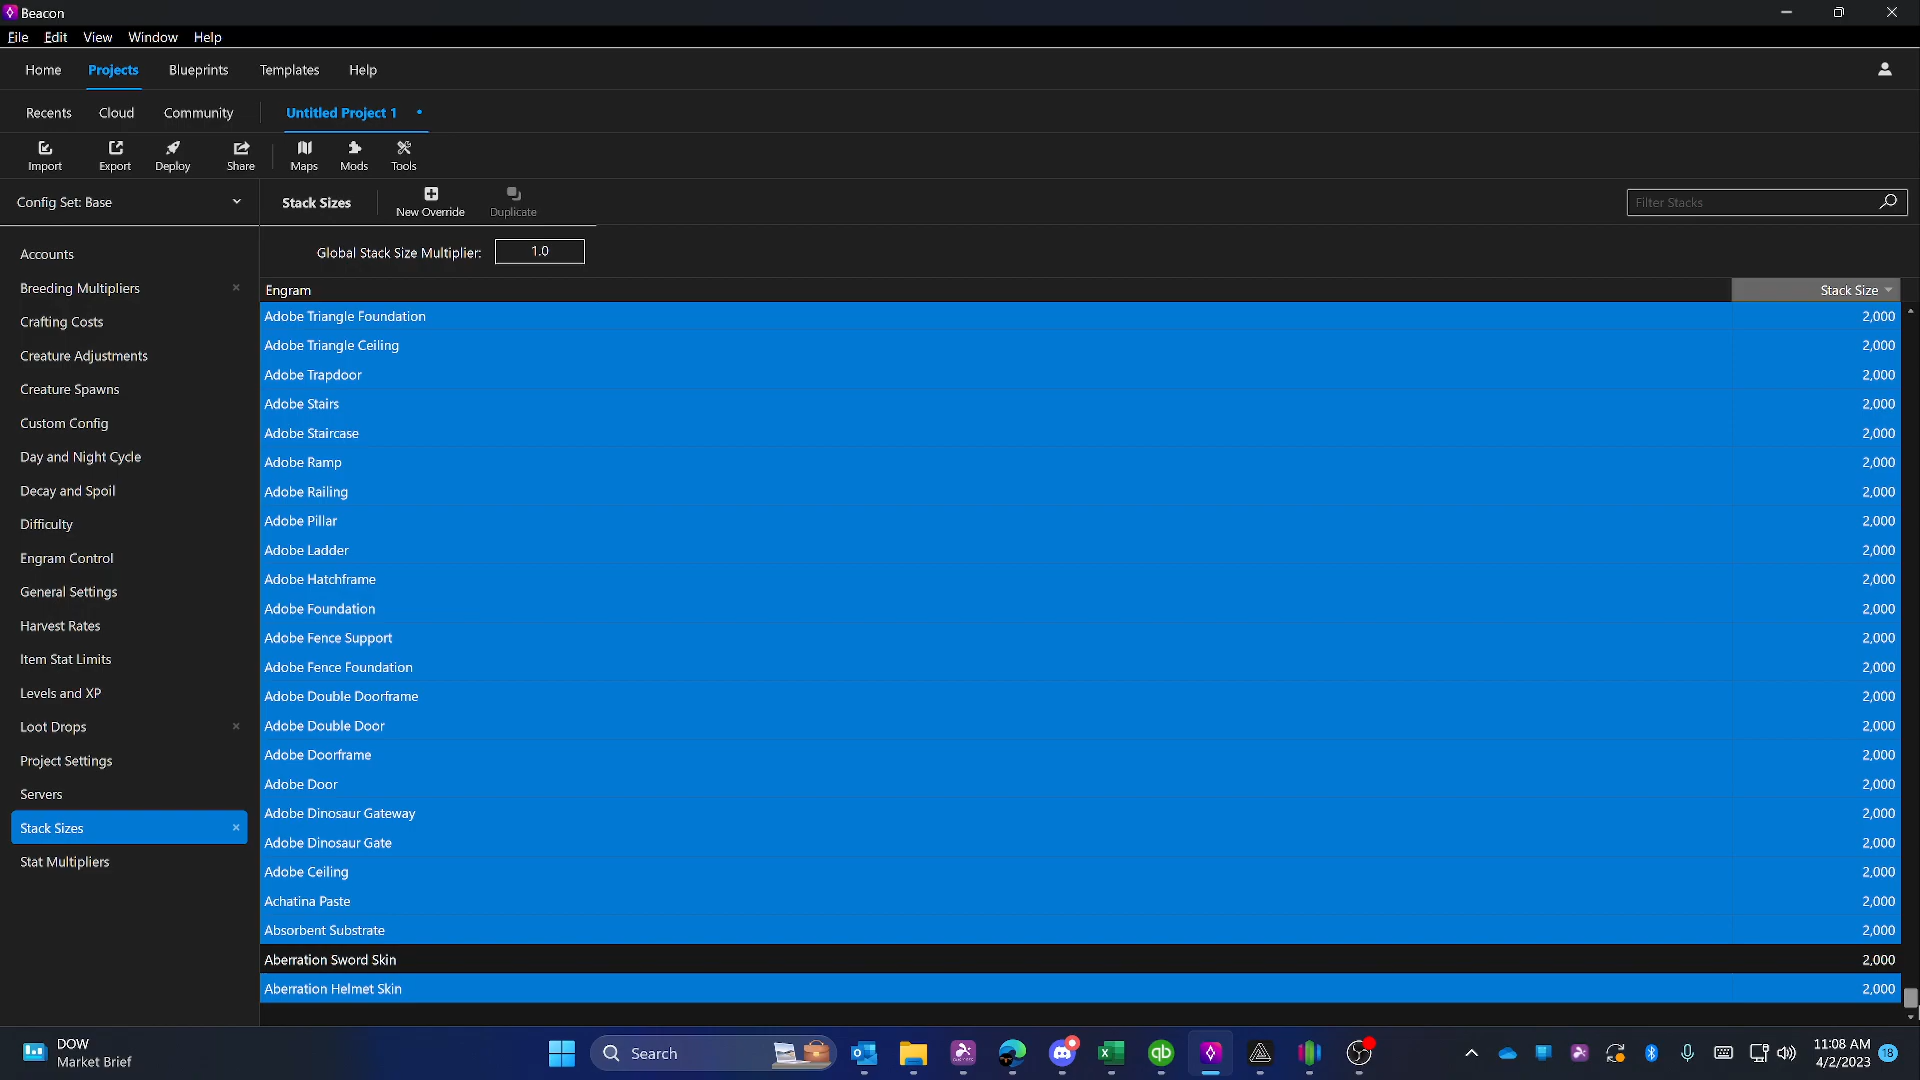 Beacon
File Edit View Window Help
Home Projects Blueprints Templates Help
Recents Cloud Community Untitled Project 1 •
Import Export Deploy Share Maps Mods Tools
Config Set: Base
Stack Sizes New Override Duplicate Filter Stacks
Global Stack Size Multiplier: 1.0
Accounts
Breeding Multipliers
Crafting Costs
Creature Adjustments
Creature Spawns
Custom Config
Day and Night Cycle
Decay and Spoil
Difficulty
Engram Control
General Settings
Harvest Rates
Item Stat Limits
Levels and XP
Loot Drops
Project Settings
Servers
Stack Sizes
Stat Multipliers
Engram Stack Size
Adobe Triangle Foundation 2,000
Adobe Triangle Ceiling 2,000
Adobe Trapdoor 2,000
Adobe Stairs 2,000
Adobe Staircase 2,000
Adobe Ramp 2,000
Adobe Railing 2,000
Adobe Pillar 2,000
Adobe Ladder 2,000
Adobe Hatchframe 2,000
Adobe Foundation 2,000
Adobe Fence Support 2,000
Adobe Fence Foundation 2,000
Adobe Double Doorframe 2,000
Adobe Double Door 2,000
Adobe Doorframe 2,000
Adobe Door 2,000
Adobe Dinosaur Gateway 2,000
Adobe Dinosaur Gate 2,000
Adobe Ceiling 2,000
Achatina Paste 2,000
Absorbent Substrate 2,000
Aberration Sword Skin 2,000
Aberration Helmet Skin 2,000
DOW
Market Brief
Search
qb
11:08 AM
4/2/2023
18